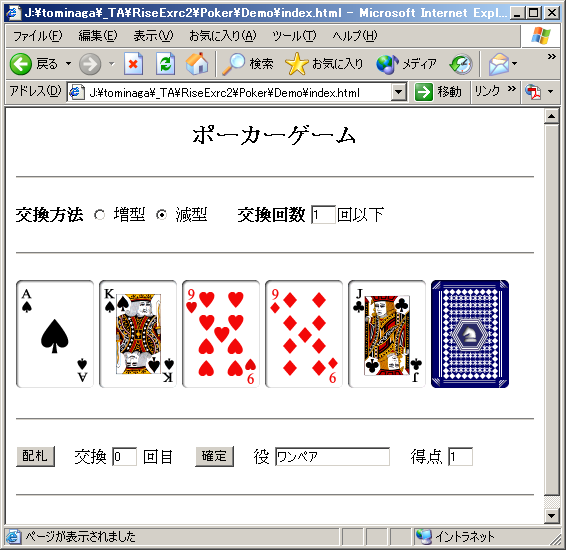 J:¥tominaga¥_TA¥RiseExrc2¥Poker¥Demo¥index.html - Microsoft Internet Expl...
ファイル(F) 編集(E) 表示(V) お気に入り(A) ツール(T) ヘルプ(H)
戻る 検索 お気に入り メディア »
アドレス(D) J:¥tominaga¥_TA¥RiseExrc2¥Poker¥Demo¥index.html 移動 リンク »
ポーカーゲーム
交換方法 増型 減型 交換回数 1 回以下
A K 9 9 J
A K 9 9 J
配札 交換 0 回目 確定 役 ワンペア 得点 1
ページが表示されました イントラネット